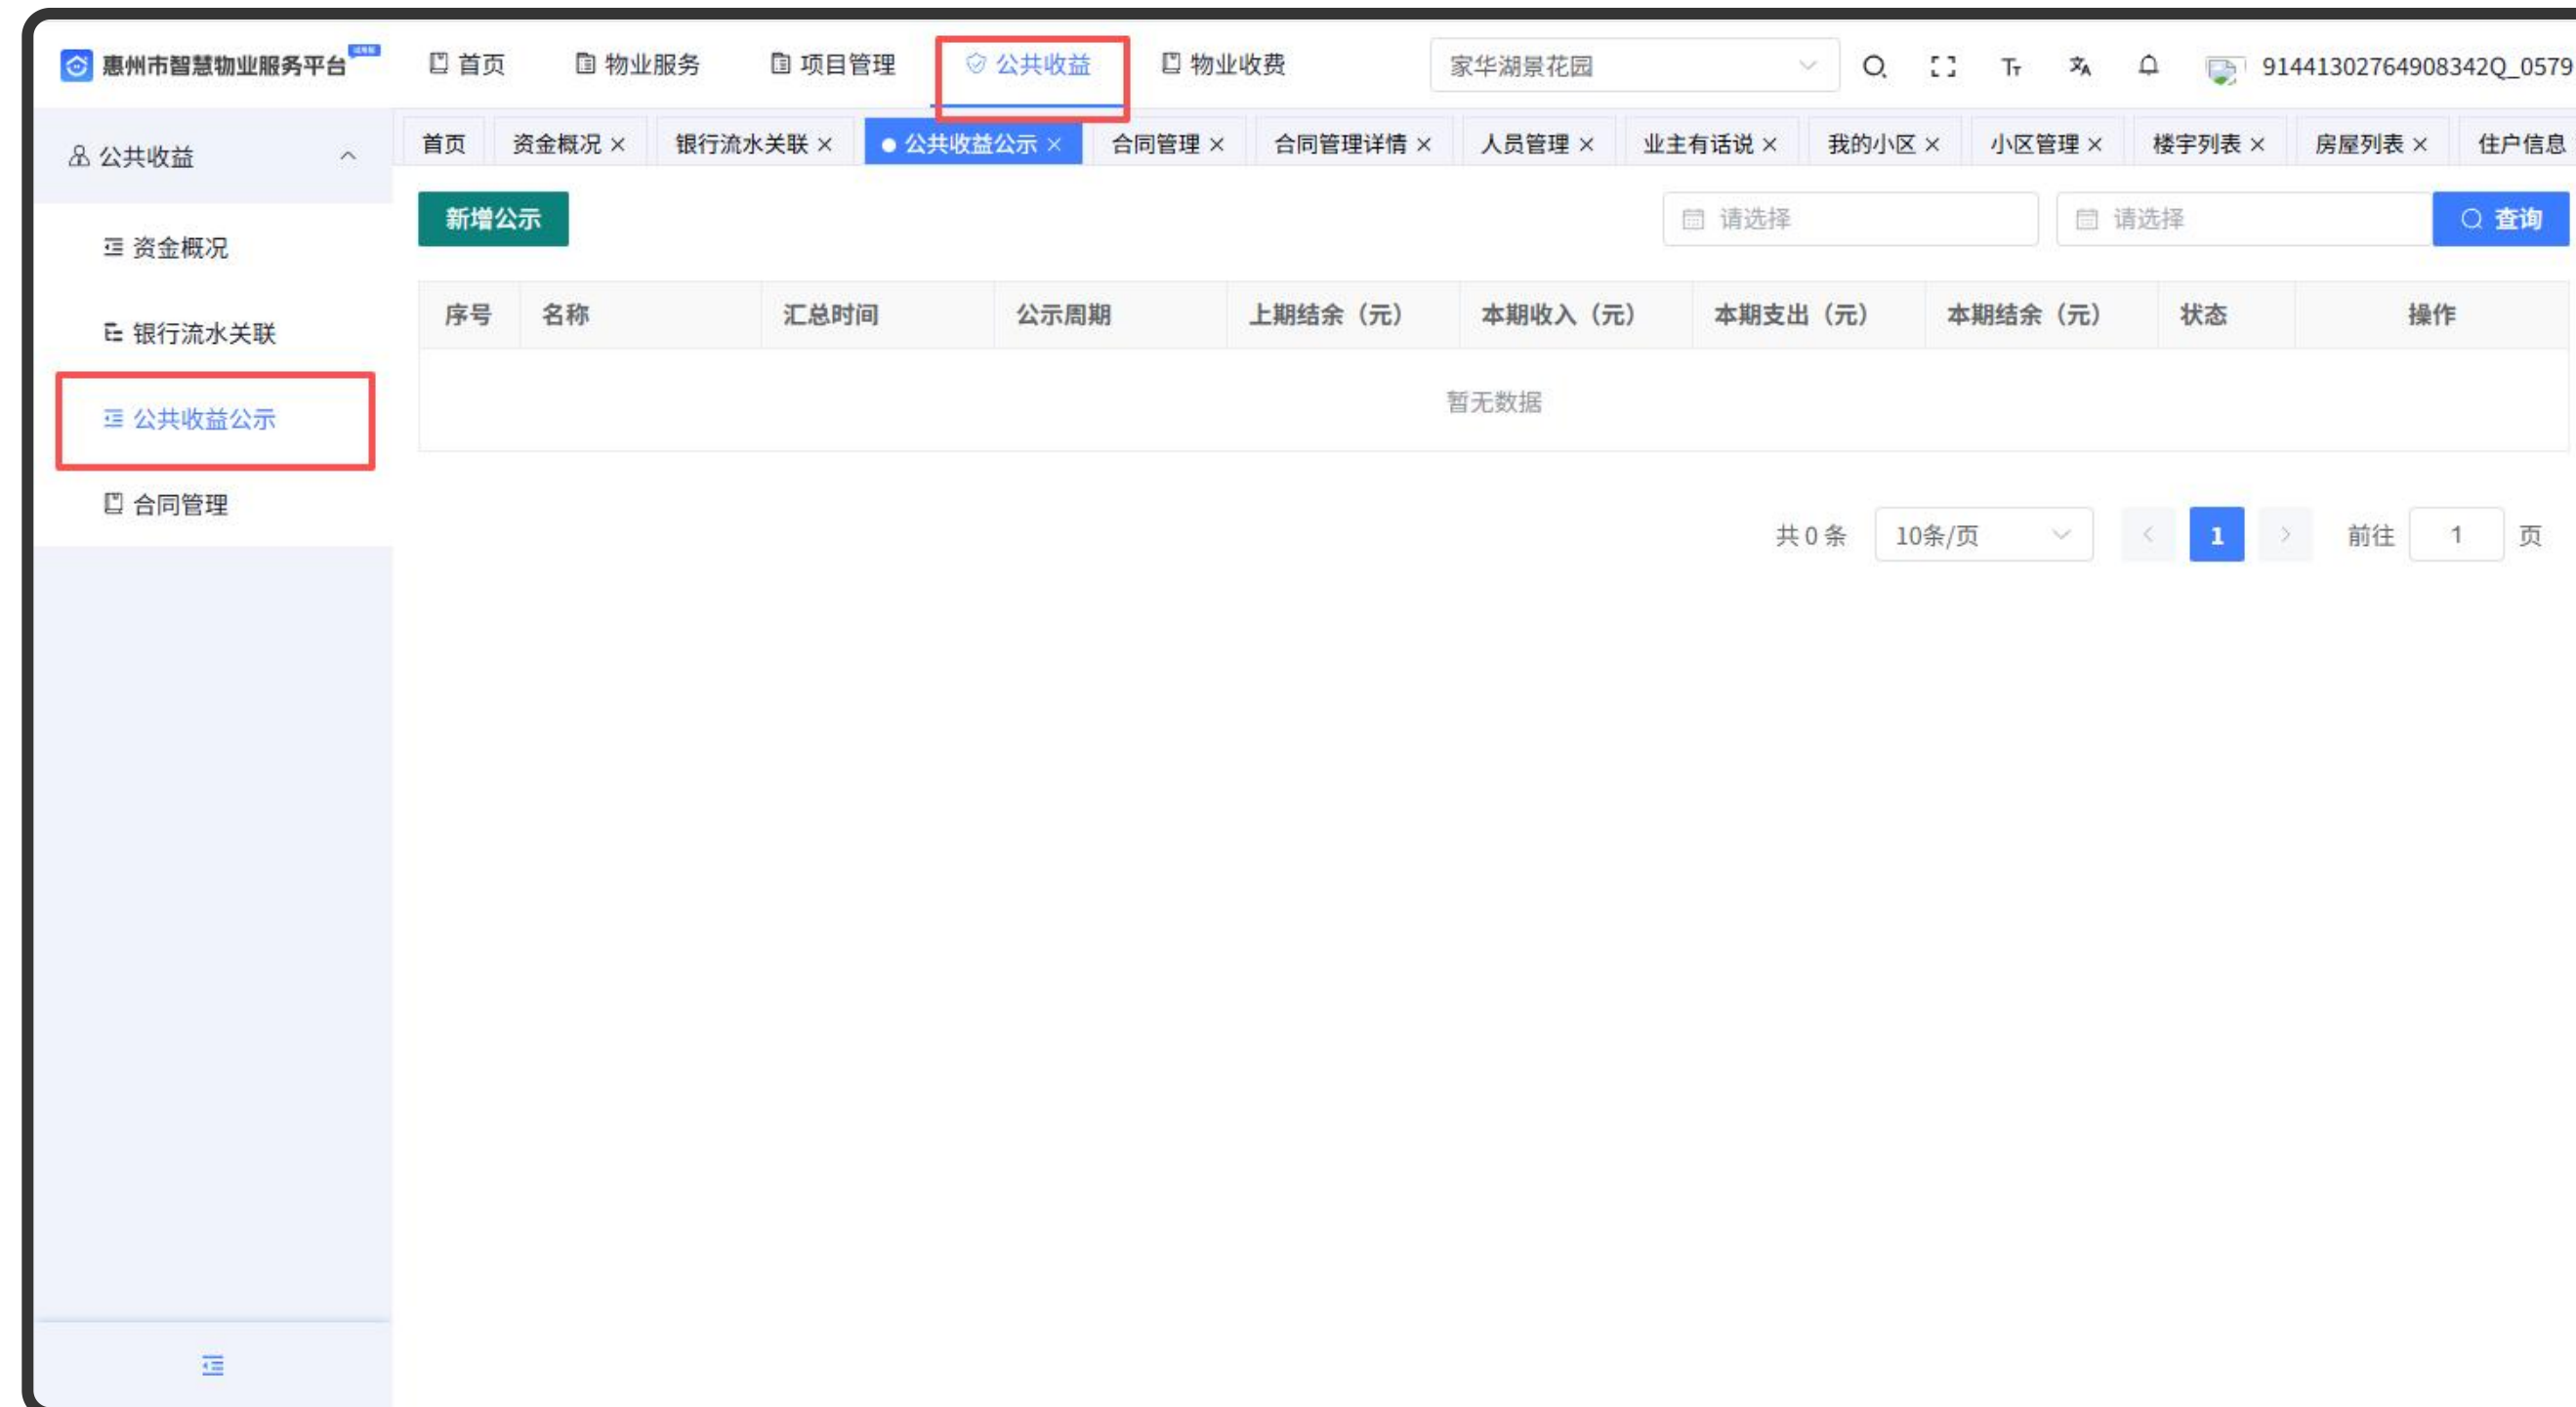 惠州市智慧物业服务平台 试用版 首页 物业服务 项目管理 公共收益 物业收费 家华湖景花园 91441302764908342Q_0579
公共收益 首页 资金概况 银行流水关联 公共收益公示 合同管理 合同管理详情 人员管理 业主有话说 我的小区 小区管理 楼宇列表 房屋列表 住户信息
新增公示 请选择 请选择 查询
资金概况
序号 名称 汇总时间 公示周期 上期结余（元） 本期收入（元） 本期支出（元） 本期结余（元） 状态 操作
银行流水关联
暂无数据
公共收益公示
合同管理
共 0 条 10条/页 1 前往 1 页